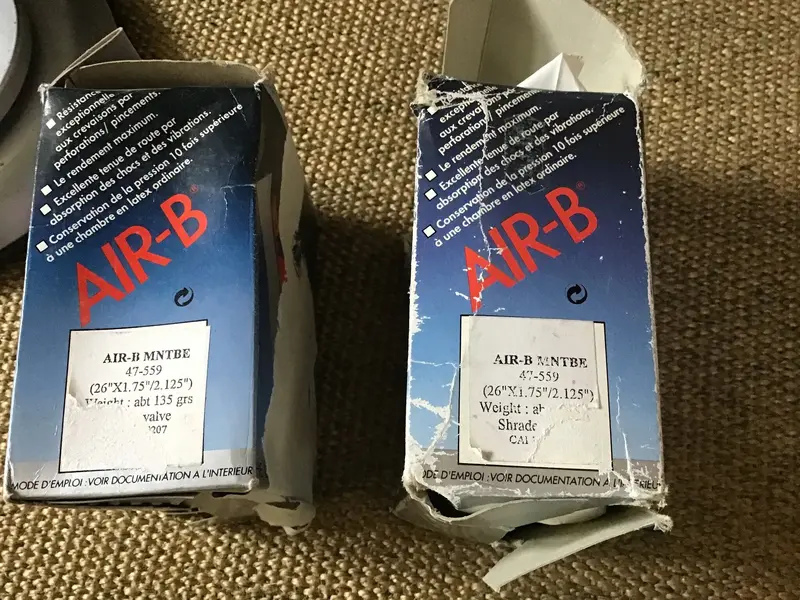 Résistance
exceptionnelle
aux crevaisons par
perforations/ pincements.
Le rendement maximum.
Excellente tenue de route par
absorption des chocs et des vibrations.
Conservation de la pression 10 fois supérieure
à une chambre en latex ordinaire.
AIR-B®
AIR-B MNTBE
47-559
(26"X1.75"/2.125")
Weight : abt 135 grs
valve
207
MODE D'EMPLOI : VOIR DOCUMENTATION A L'INTERIEUR
aux crevaisons par
perforations/ pincements.
Le rendement maximum.
Excellente tenue de route par
absorption des chocs et des vibrations.
Conservation de la pression 10 fois supérieure
à une chambre en latex ordinaire.
AIR-B®
AIR-B MNTBE
47-559
(26"X1.75"/2.125")
Weight : ab
Shrade
CAI
MODE D'EMPLOI : VOIR DOCUMENTATION A L'INTERIEUR